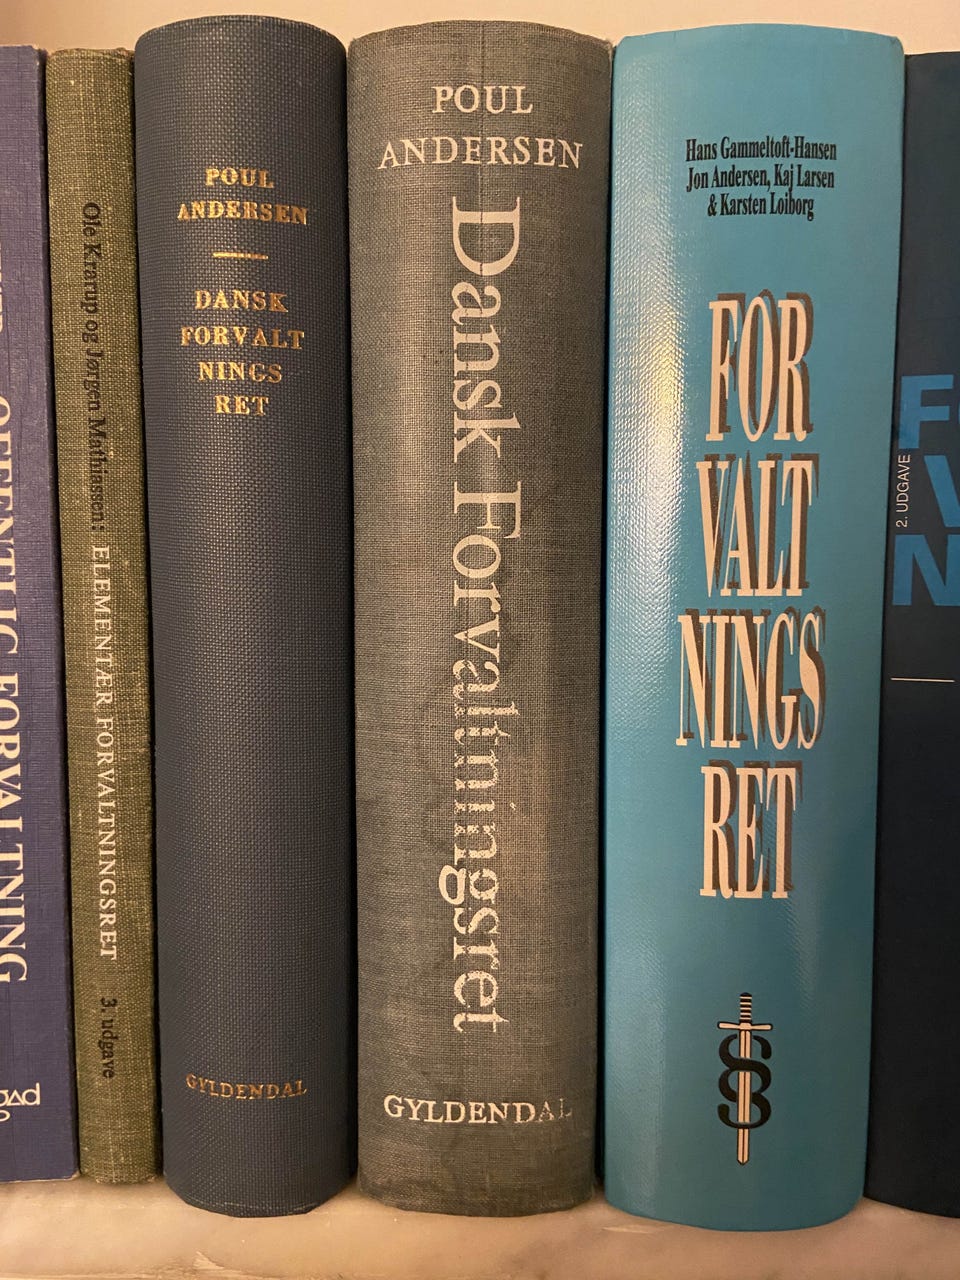 OFFENTLIG FORVALTNING
Ole Krarup og Jørgen Mathiassen: ELEMENTÆR FORVALTNINGSRET 3. udgave
POUL
ANDERSEN
DANSK
FORVALT
NINGS
RET
GYLDENDAL
POUL
ANDERSEN
Dansk Forvaltningsret
GYLDENDAL
Hans Gammeltoft-Hansen
Jon Andersen, Kaj Larsen
& Karsten Loiborg
FOR
VALT
NINGS
RET
2. UDGAVE